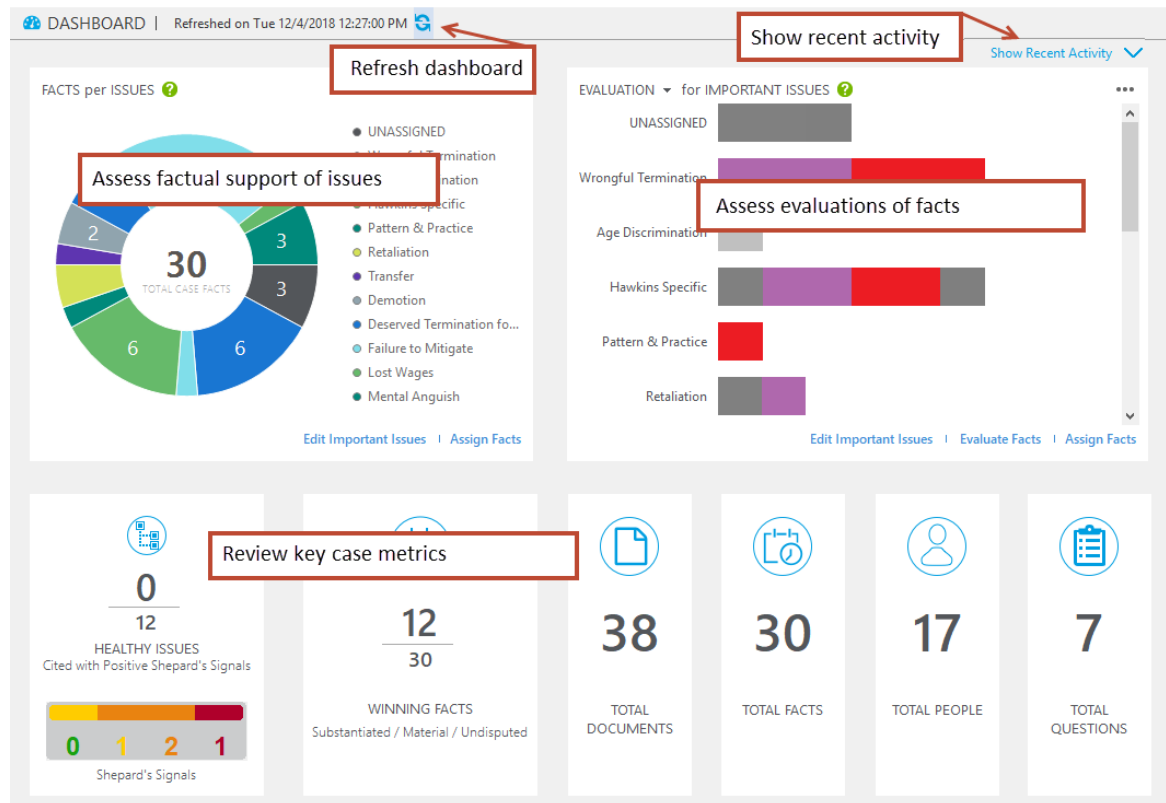 DASHBOARD | Refreshed on Tue 12/4/2018 12:27:00 PM
Show recent activity
Refresh dashboard
Show Recent Activity
FACTS per ISSUES ?
30
TOTAL CASE FACTS
2
3
3
6
6
UNASSIGNED
Termination
Assess factual support of issues
Specific
Pattern & Practice
Retaliation
Transfer
Demotion
Deserved Termination fo...
Failure to Mitigate
Lost Wages
Mental Anguish
Edit Important Issues | Assign Facts
EVALUATION for IMPORTANT ISSUES ?
UNASSIGNED
Wrongful Termination
Assess evaluations of facts
Age Discrimination
Hawkins Specific
Pattern & Practice
Retaliation
Edit Important Issues | Evaluate Facts | Assign Facts
Review key case metrics
0
12
HEALTHY ISSUES
Cited with Positive Shepard's Signals
0 1 2 1
Shepard's Signals
12
30
WINNING FACTS
Substantiated / Material / Undisputed
38
TOTAL
DOCUMENTS
30
TOTAL FACTS
17
TOTAL PEOPLE
7
TOTAL
QUESTIONS